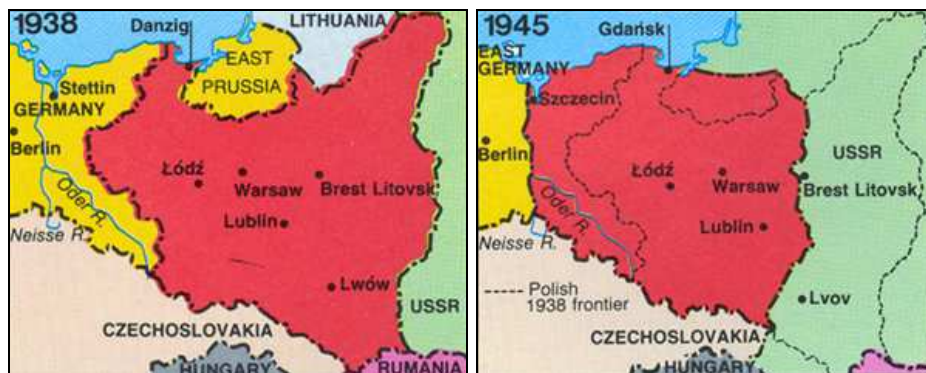 1938
Danzig
LITHUANIA
EAST
PRUSSIA
Stettin
GERMANY
Berlin
Łódź
Warsaw
Brest Litovsk
Oder R.
Lublin
Neisse R.
Lwów
USSR
CZECHOSLOVAKIA
HUNGARY
RUMANIA
1945
Gdańsk
EAST
GERMANY
Szczecin
USSR
Berlin
Łódź
Warsaw
Brest Litovsk
Oder R.
Lublin
Neisse R.
Polish
1938 frontier
Lvov
CZECHOSLOVAKIA
HUNGARY